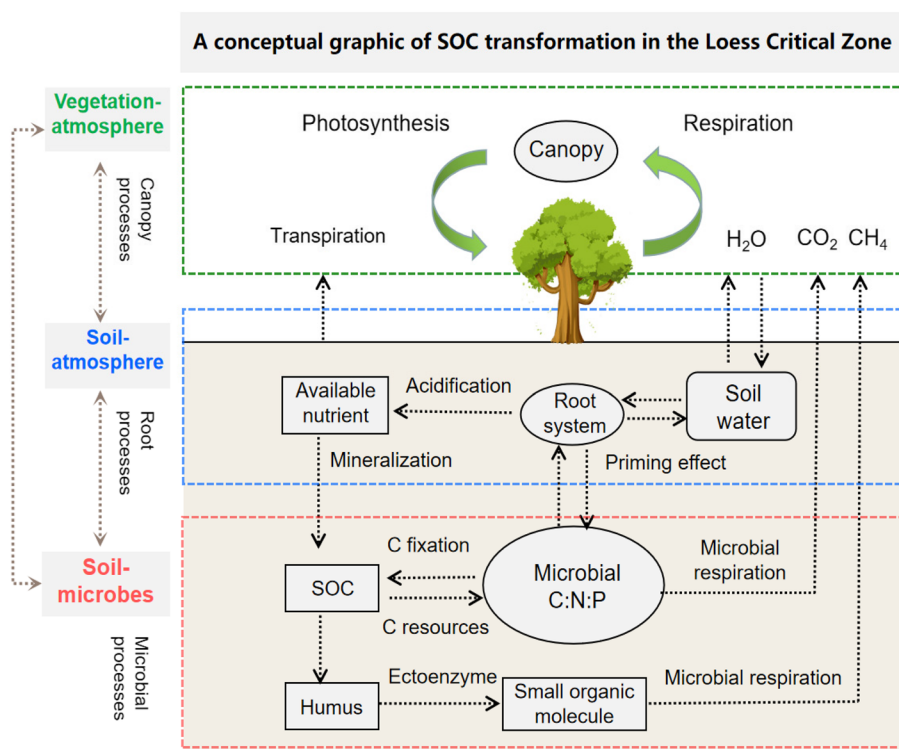 A conceptual graphic of SOC transformation in the Loess Critical Zone
Vegetation-
atmosphere
Canopy
processes
Soil-
atmosphere
Root
processes
Soil-
microbes
Microbial
processes
Photosynthesis
Canopy
Respiration
Transpiration
H₂O
CO₂
CH₄
Available
nutrient
Acidification
Root
system
Soil
water
Mineralization
Priming effect
C fixation
SOC
C resources
Microbial
C:N:P
Microbial
respiration
Humus
Ectoenzyme
Small organic
molecule
Microbial respiration